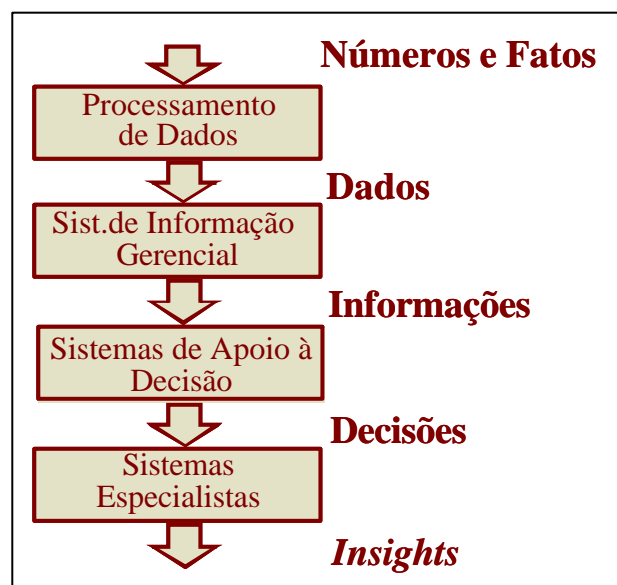 Números e Fatos
Processamento
de Dados
Dados
Sist.de Informação
Gerencial
Informações
Sistemas de Apoio à
Decisão
Decisões
Sistemas
Especialistas
Insights